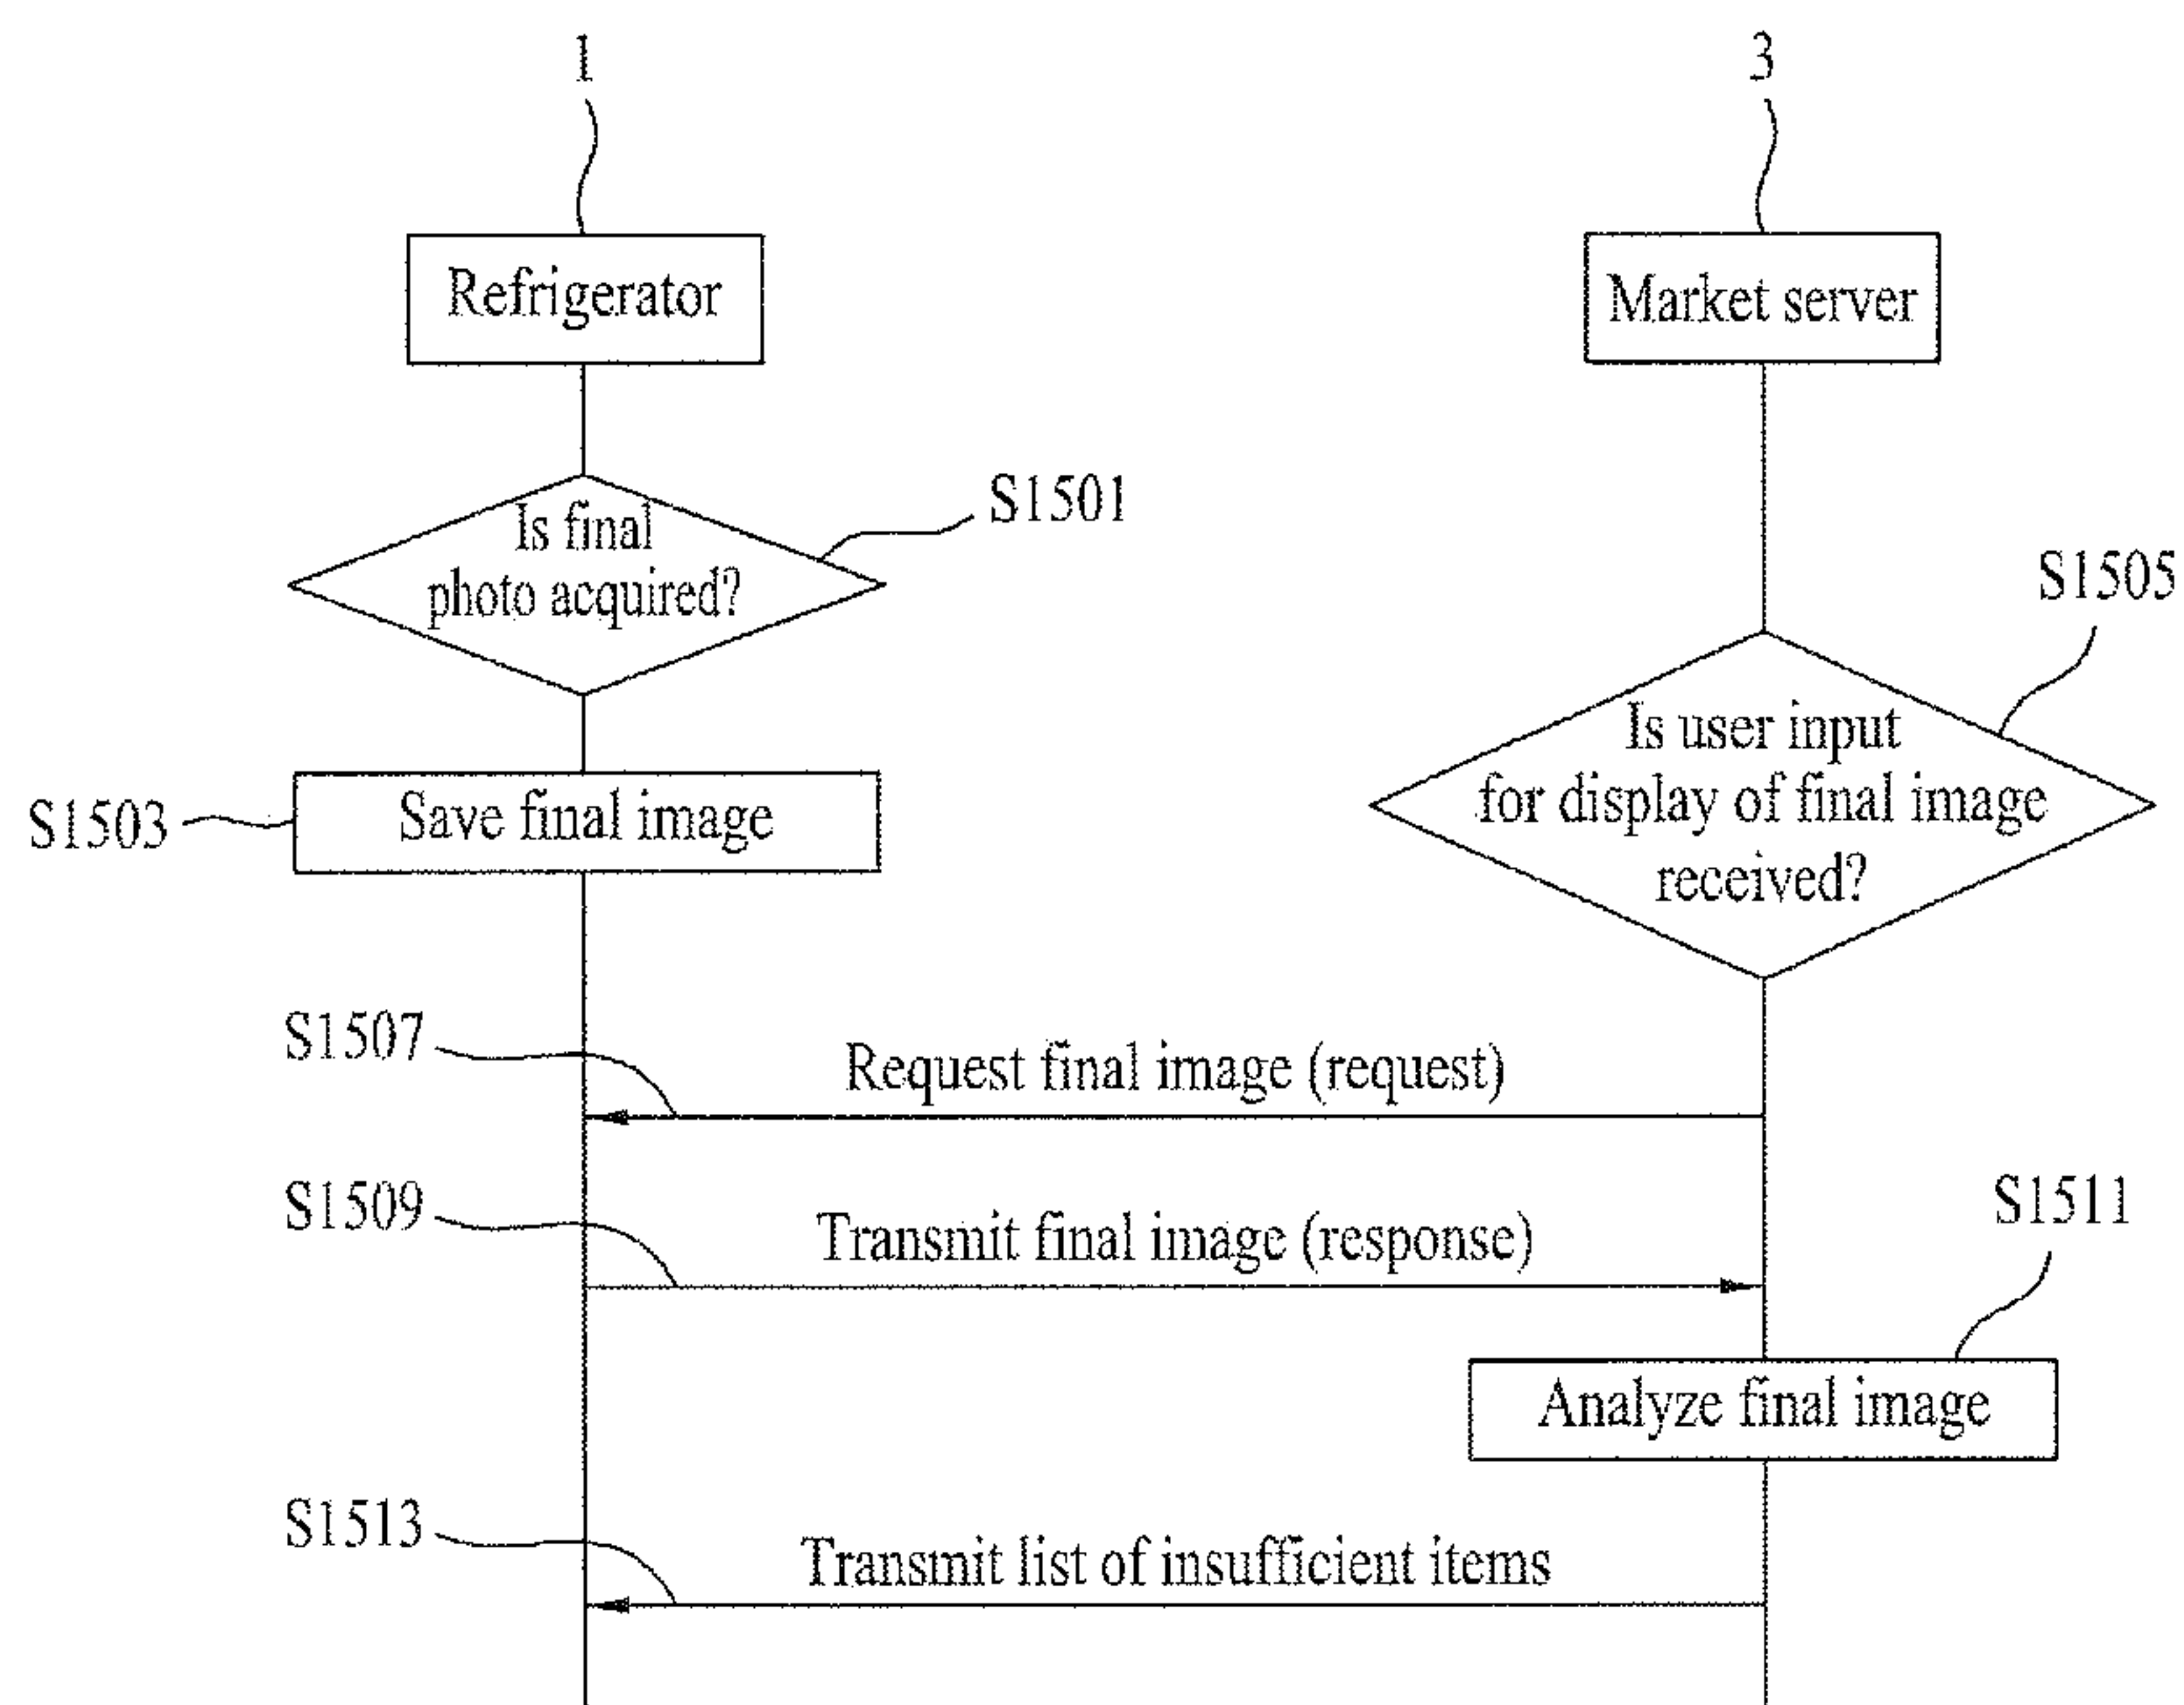 1
3
Refrigerator
Market server
S1501
Is final
photo acquired?
S1505
Is user input
for display of final image
received?
S1503
Save final image
S1507
Request final image (request)
S1509
Transmit final image (response)
S1511
Analyze final image
S1513
Transmit list of insufficient items